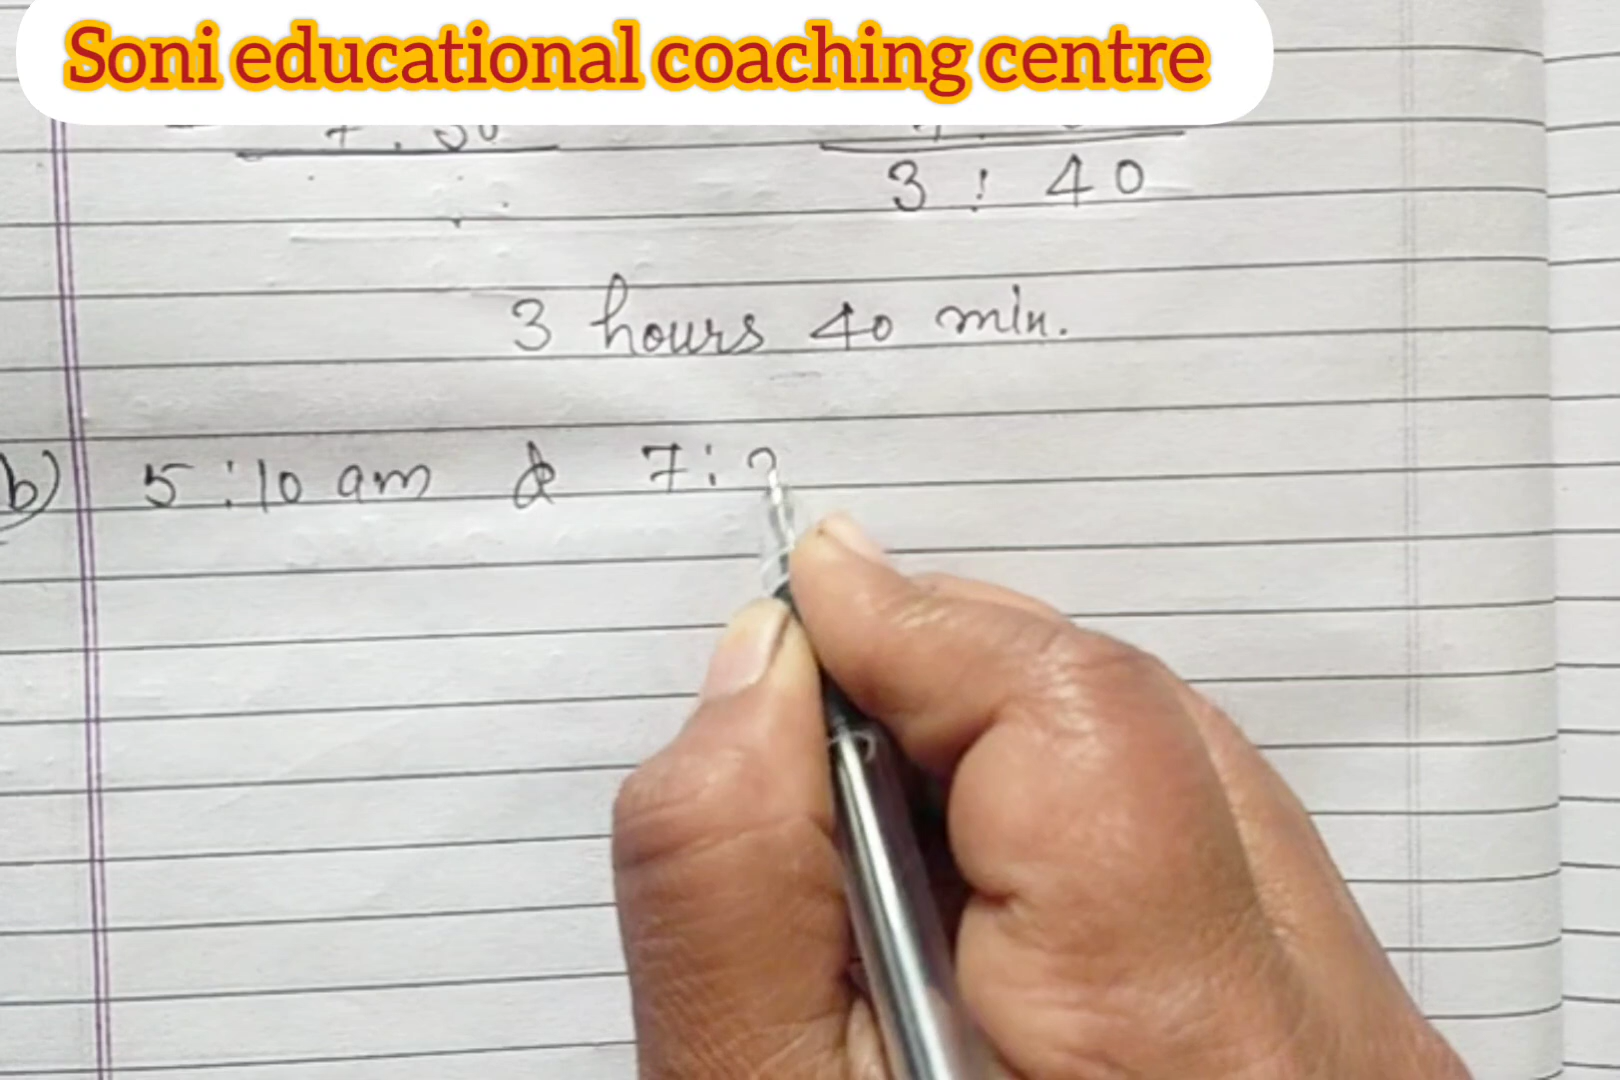 Soni educational coaching centre
3 : 40
3 hours 40 min.
b) 5 : 10 am & 7 :